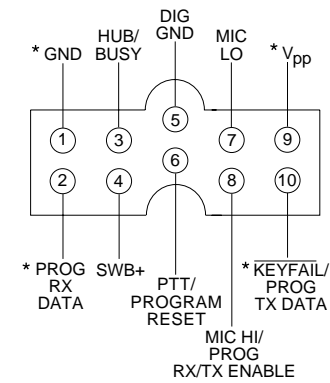 DIG
GND
HUB/
BUSY
MIC
LO
* GND
* Vpp
5
1
3
7
9
6
2
4
8
10
* PROG
RX
DATA
SWB+
PTT/
PROGRAM
RESET
* KEYFAIL/
PROG
TX DATA
MIC HI/
PROG
RX/TX ENABLE